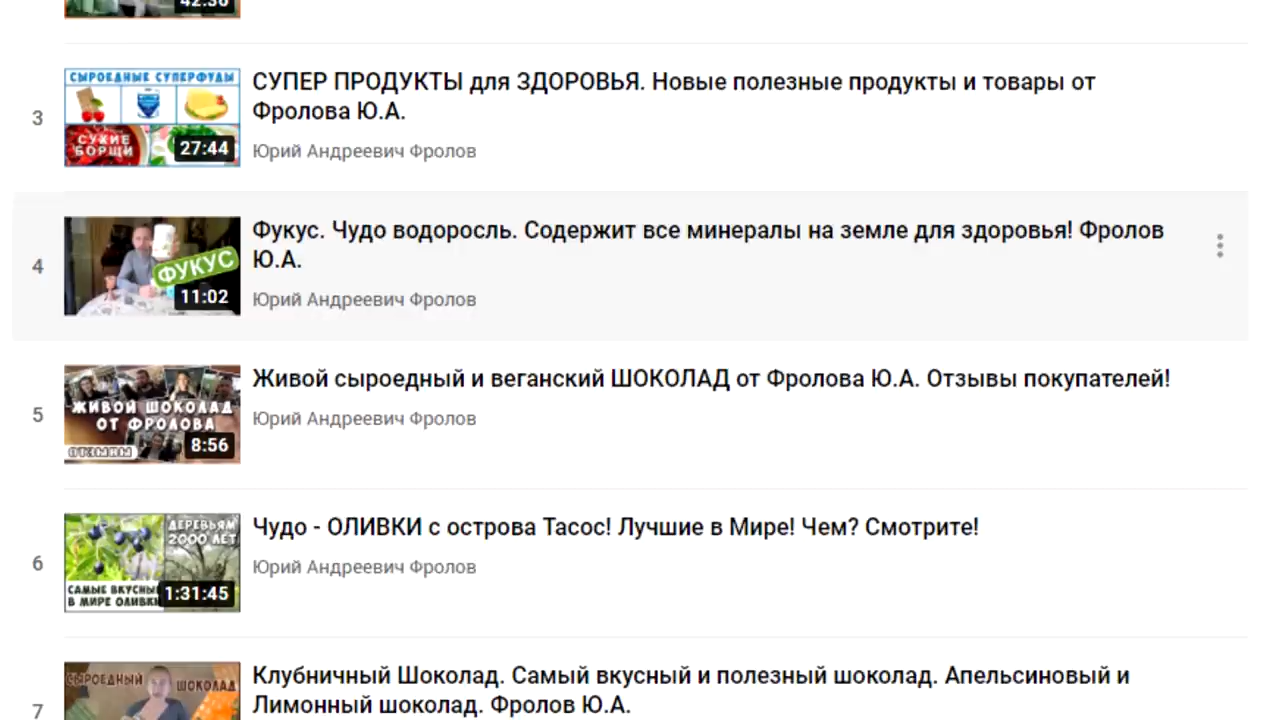 42:36
3
СЫРОЕДНЫЕ СУПЕРФУДЫ
СУХИЕ
БОРЩИ
27:44
СУПЕР ПРОДУКТЫ для ЗДОРОВЬЯ. Новые полезные продукты и товары от
Фролова Ю.А.
Юрий Андреевич Фролов
4
ФУКУС
11:02
Фукус. Чудо водоросль. Содержит все минералы на земле для здоровья! Фролов
Ю.А.
Юрий Андреевич Фролов
5
ЖИВОЙ ШОКОЛАД
ОТ ФРОЛОВА
ОТЗЫВЫ
8:56
Живой сыроедный и веганский ШОКОЛАД от Фролова Ю.А. Отзывы покупателей!
Юрий Андреевич Фролов
6
ДЕРЕВЬЯМ
2000 ЛЕТ
САМЫЕ ВКУСНЫЕ
В МИРЕ ОЛИВКИ
1:31:45
Чудо - ОЛИВКИ с острова Тасос! Лучшие в Мире! Чем? Смотрите!
Юрий Андреевич Фролов
7
СЫРОЕДНЫЙ ШОКОЛАД
Клубничный Шоколад. Самый вкусный и полезный шоколад. Апельсиновый и
Лимонный шоколад. Фролов Ю.А.